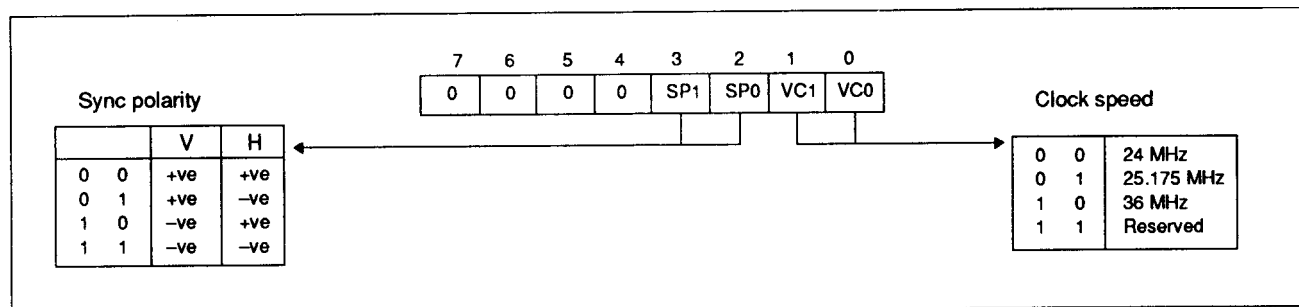 7 6 5 4 3 2 1 0
0 0 0 0 SP1 SP0 VC1 VC0
Sync polarity
V H
0 0 +ve +ve
0 1 +ve –ve
1 0 –ve +ve
1 1 –ve –ve
Clock speed
0 0 24 MHz
0 1 25.175 MHz
1 0 36 MHz
1 1 Reserved